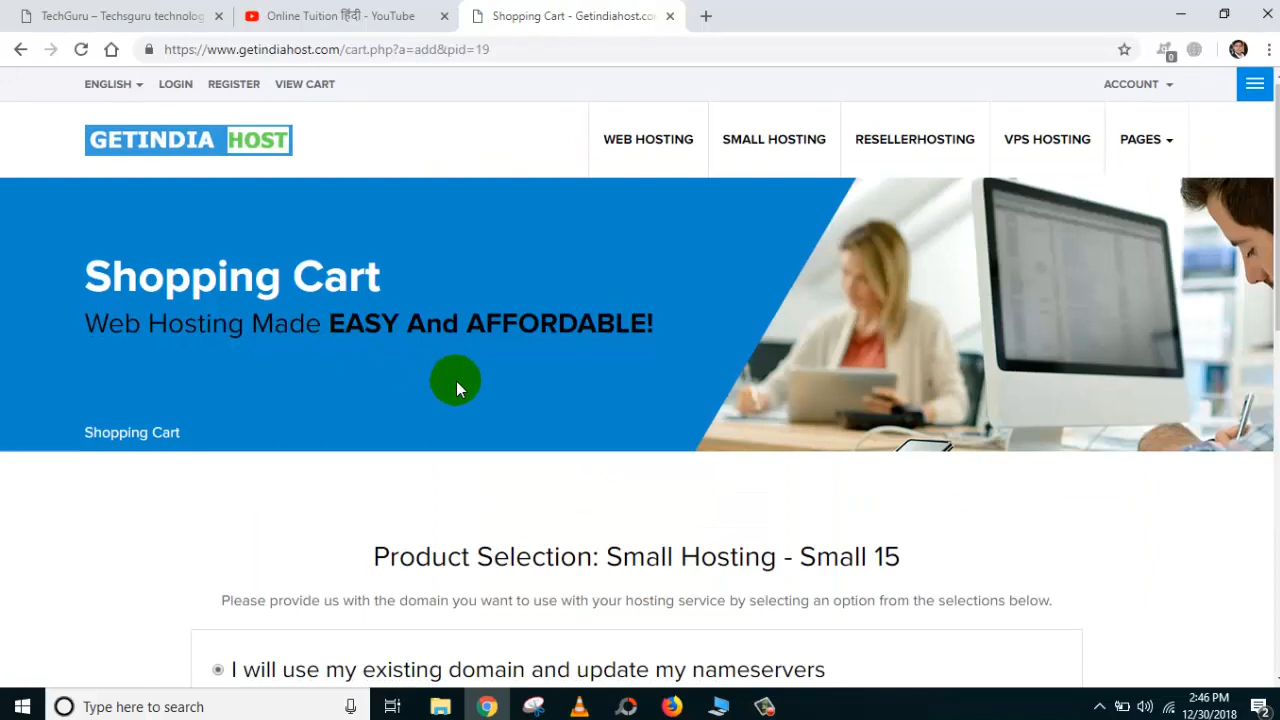 TechGuru – Techsguru technolog
Online Tuition हिंदी - YouTube
Shopping Cart - Getindiahost.com
https://www.getindiahost.com/cart.php?a=add&pid=19
0
ENGLISH LOGIN REGISTER VIEW CART ACCOUNT
GETINDIA HOST
WEB HOSTING SMALL HOSTING RESELLERHOSTING VPS HOSTING PAGES
Shopping Cart
Web Hosting Made EASY And AFFORDABLE!
Shopping Cart
Product Selection: Small Hosting - Small 15
Please provide us with the domain you want to use with your hosting service by selecting an option from the selections below.
I will use my existing domain and update my nameservers
Type here to search
2:46 PM
12/30/2018
2